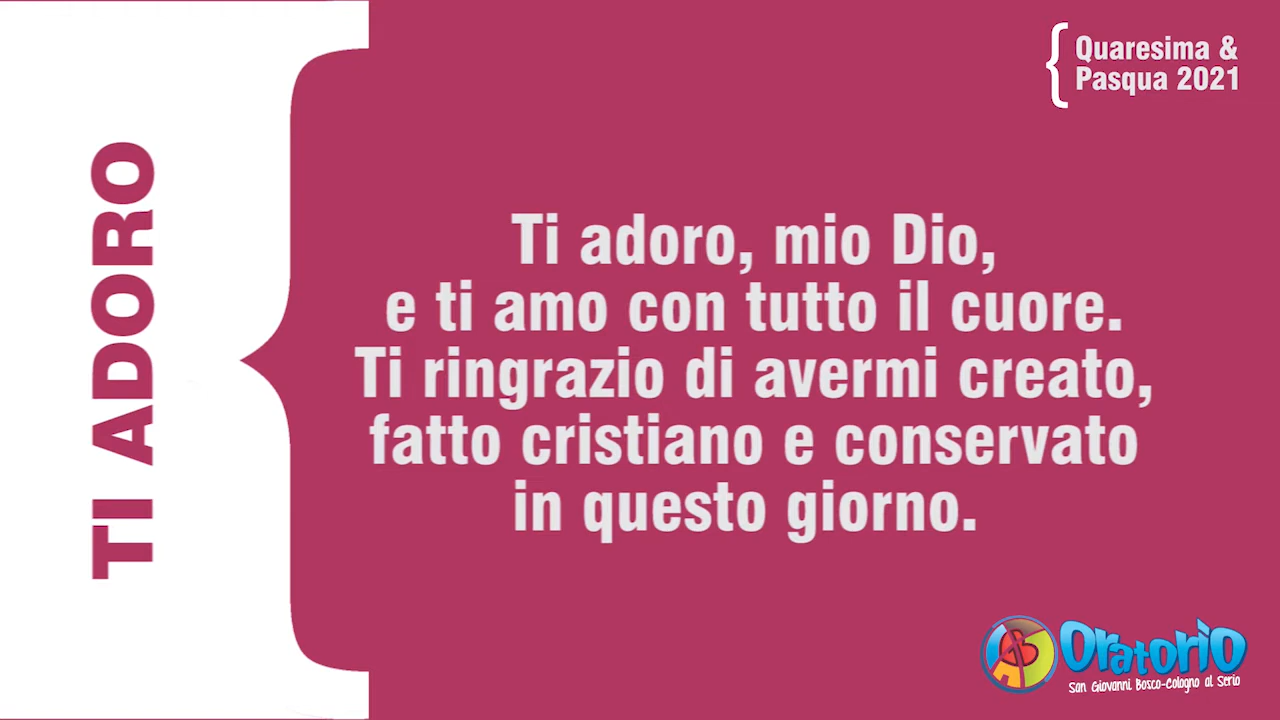 TI ADORO
Quaresima &
Pasqua 2021
Ti adoro, mio Dio,
e ti amo con tutto il cuore.
Ti ringrazio di avermi creato,
fatto cristiano e conservato
in questo giorno.
Oratorio
San Giovanni Bosco-Cologno al Serio